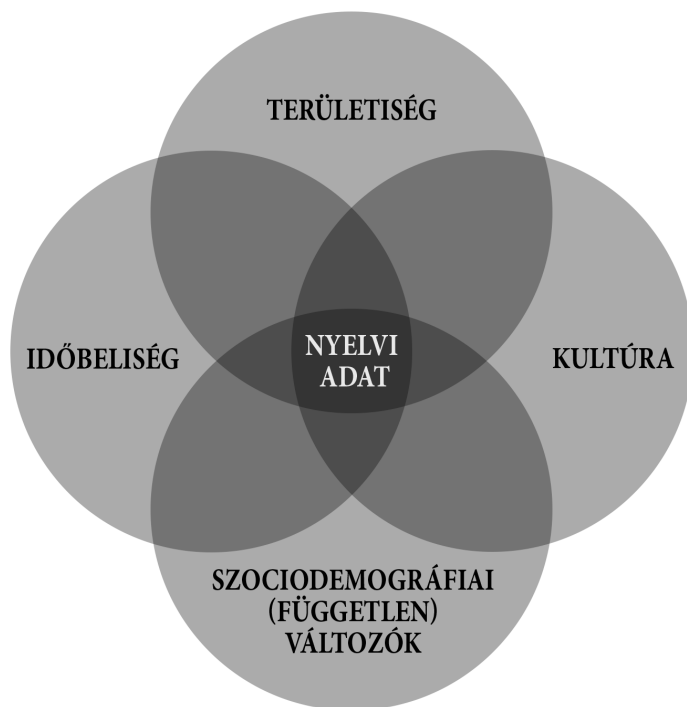 TERÜLETISÉG
IDŐBELISÉG
NYELVI
ADAT
KULTÚRA
SZOCIODEMOGRÁFIAI
(FÜGGETLEN)
VÁLTOZÓK